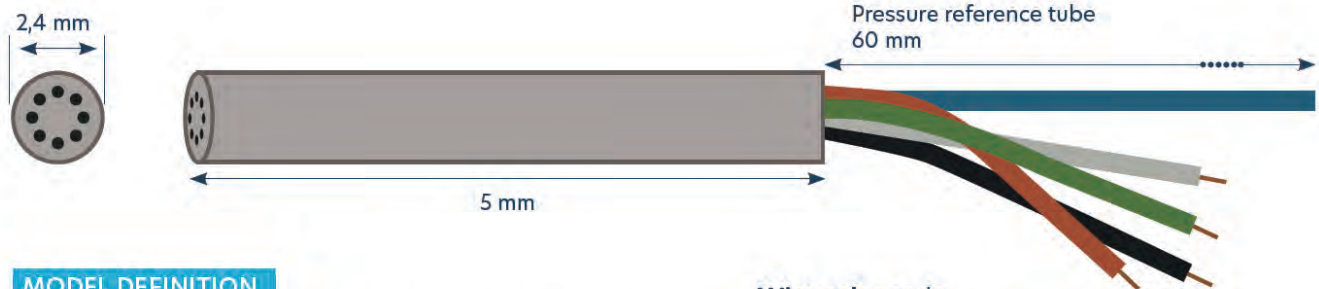 2,4 mm
Pressure reference tube
60 mm
5 mm
MODEL DEFINITION